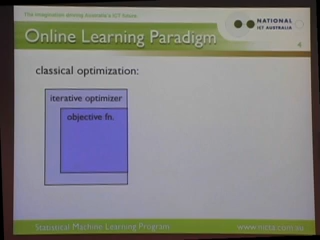 The imagination driving Australia's ICT future.
NATIONAL
ICT AUSTRALIA
Online Learning Paradigm
classical optimization:
iterative optimizer
objective fn.
Statistical Machine Learning Program
www.nicta.com.au